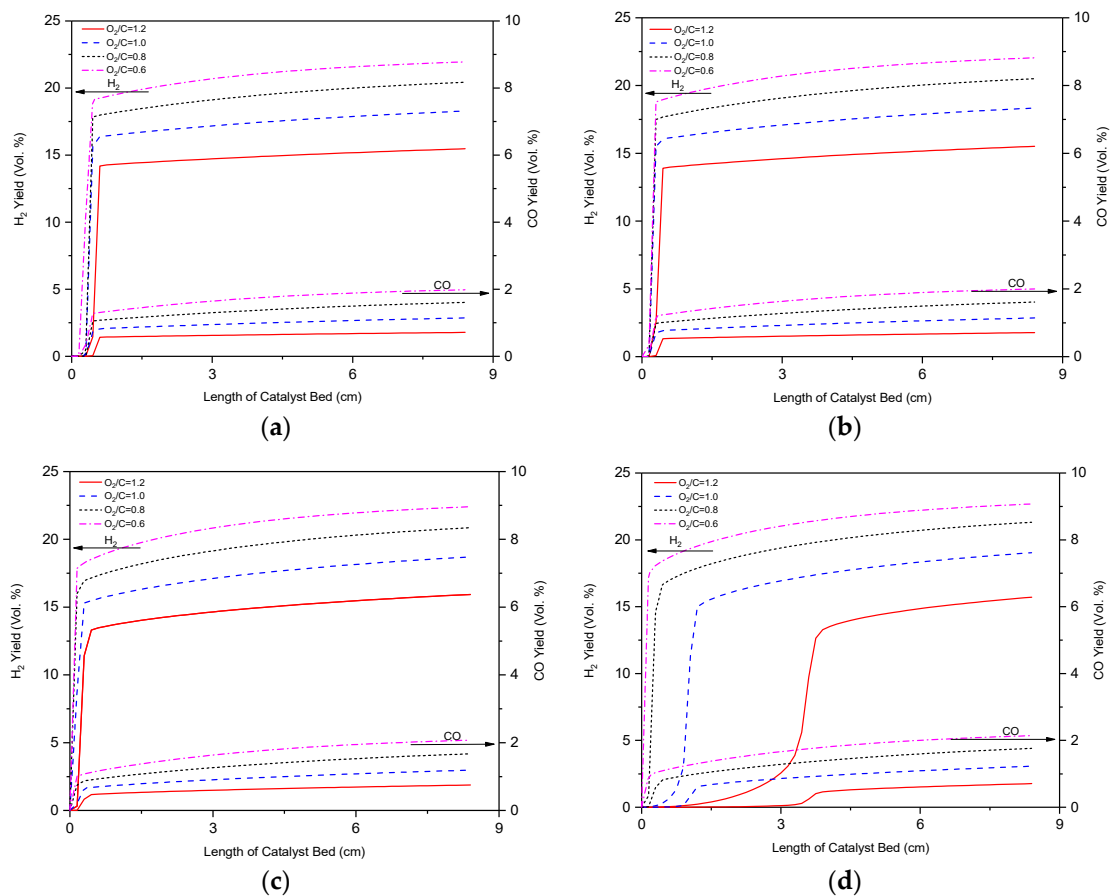 25
20
15
10
5
0
H₂ Yield (Vol. %)
O₂/C=1.2
O₂/C=1.0
O₂/C=0.8
O₂/C=0.6
H₂
CO
10
8
6
4
2
0
CO Yield (Vol. %)
0 3 6 9
Length of Catalyst Bed (cm)
(a)
25
20
15
10
5
0
H₂ Yield (Vol. %)
O₂/C=1.2
O₂/C=1.0
O₂/C=0.8
O₂/C=0.6
H₂
CO
10
8
6
4
2
0
CO Yield (Vol. %)
0 3 6 9
Length of Catalyst Bed (cm)
(b)
25
20
15
10
5
0
H₂ Yield (Vol. %)
O₂/C=1.2
O₂/C=1.0
O₂/C=0.8
O₂/C=0.6
H₂
CO
10
8
6
4
2
0
CO Yield (Vol. %)
0 3 6 9
Length of Catalyst Bed (cm)
(c)
25
20
15
10
5
0
H₂ Yield (Vol. %)
O₂/C=1.2
O₂/C=1.0
O₂/C=0.8
O₂/C=0.6
H₂
CO
10
8
6
4
2
0
CO Yield (Vol. %)
0 3 6 9
Length of Catalyst Bed (cm)
(d)